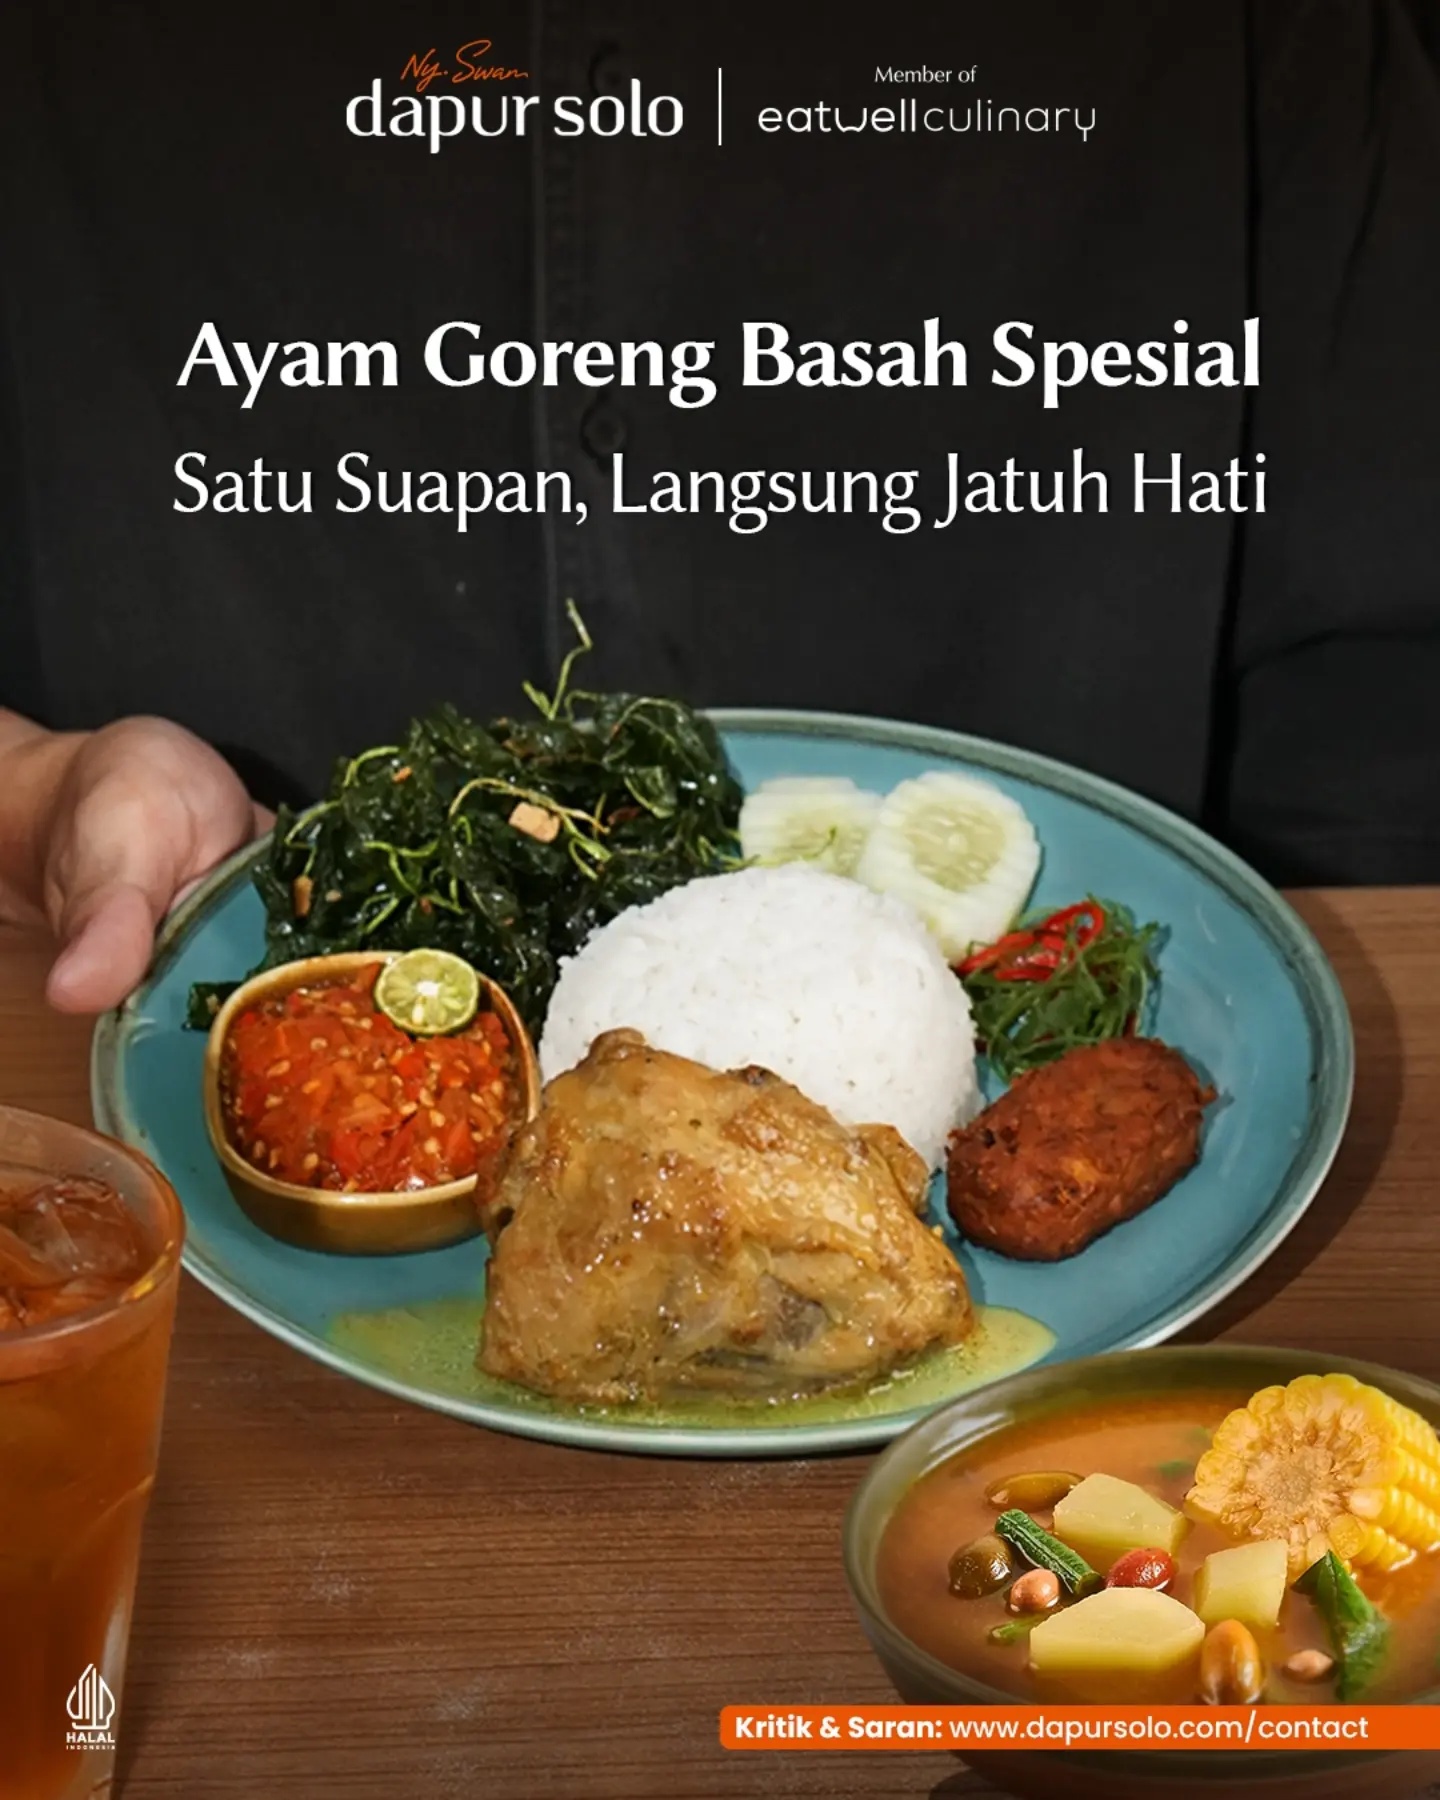 Ny. Swan
dapur solo
Member of
eatwellculinary
Ayam Goreng Basah Spesial
Satu Suapan, Langsung Jatuh Hati
HALAL
INDONESIA
Kritik & Saran: www.dapursolo.com/contact